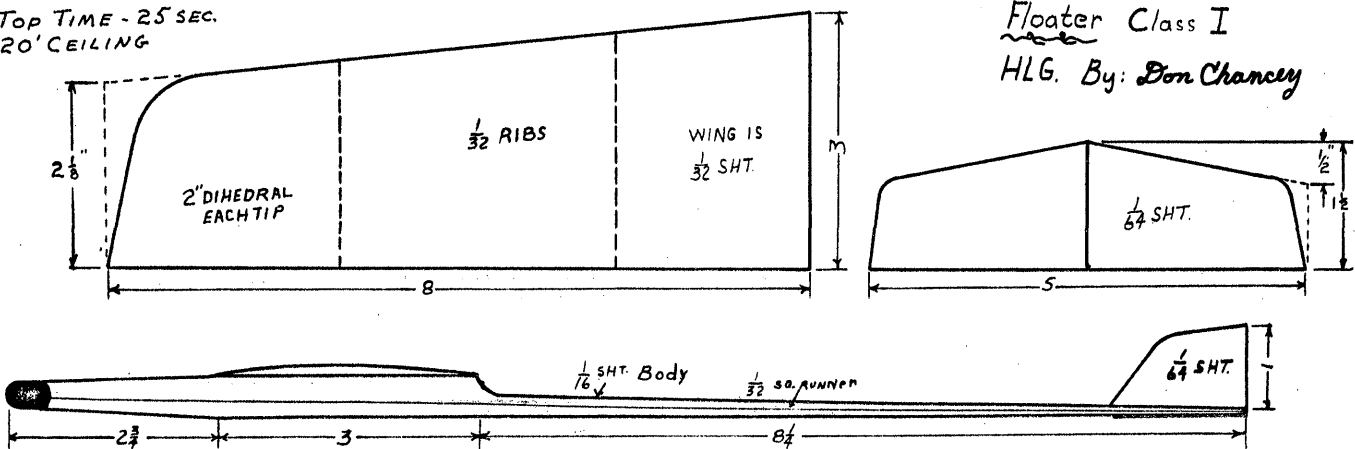 TOP TIME - 25 SEC.
20' CEILING
Floater Class I
HLG. By: Don Chancey
2 1/8"
2" DIHEDRAL
EACH TIP
1/32 RIBS
WING IS
1/32 SHT.
3
8
1/64 SHT.
1/2"
1 1/2
5
1/16 SHT. Body
1/32 SQ. RUNNER
1/64 SHT.
1
2 3/4
3
8 1/4